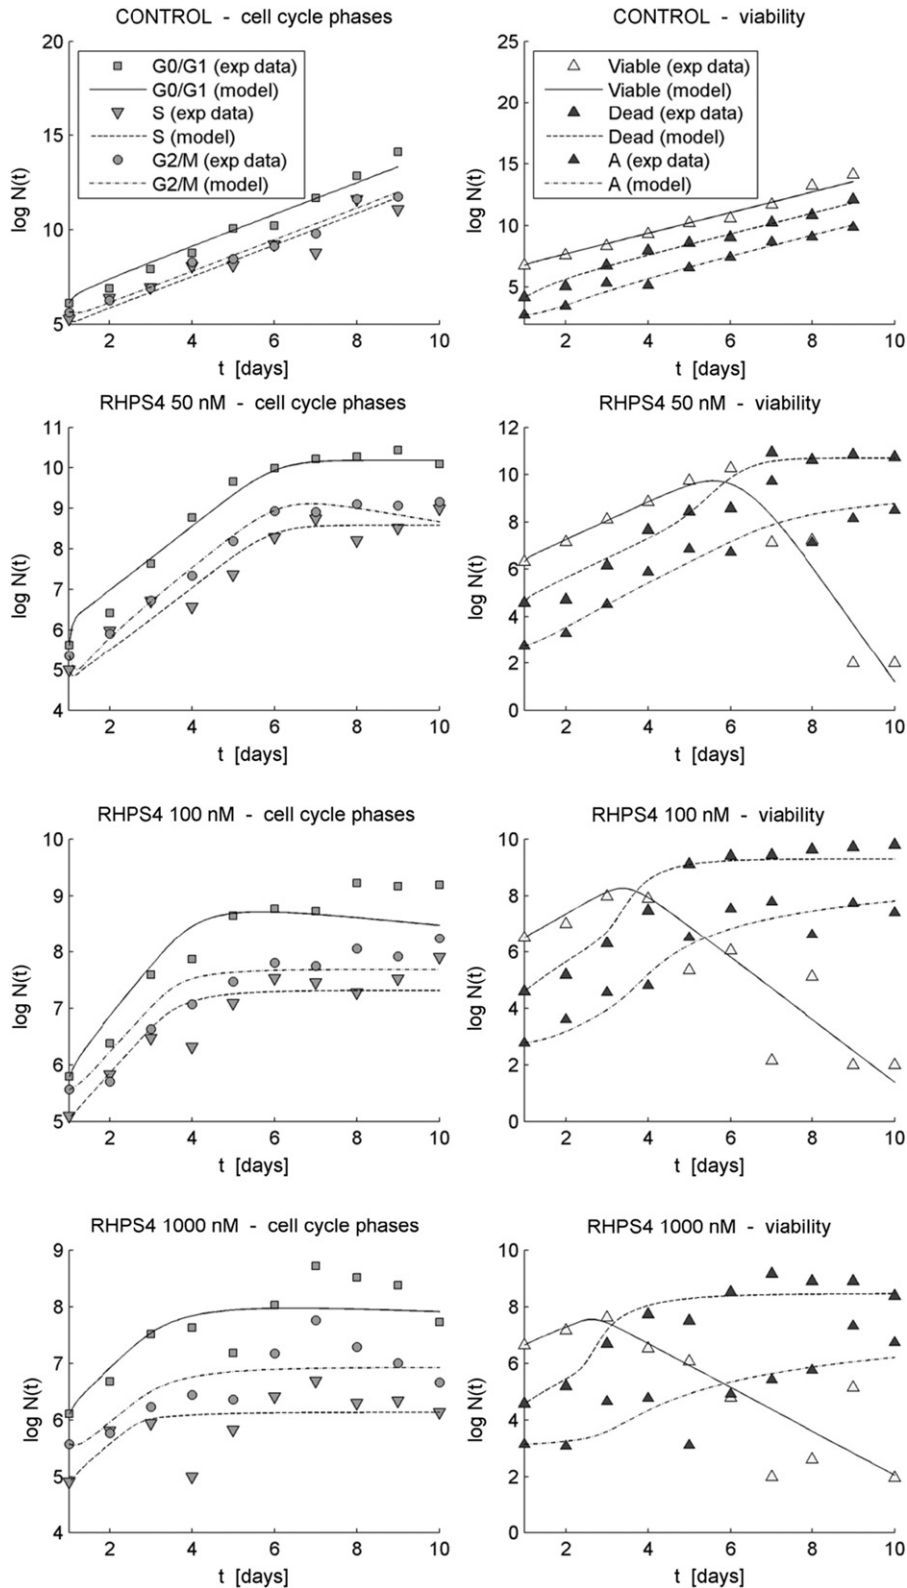 CONTROL - cell cycle phases
20
15
10
5
log N(t)
G0/G1 (exp data)
G0/G1 (model)
S (exp data)
S (model)
G2/M (exp data)
G2/M (model)
2 4 6 8 10
t [days]
CONTROL - viability
25
20
15
10
5
log N(t)
Viable (exp data)
Viable (model)
Dead (exp data)
Dead (model)
A (exp data)
A (model)
2 4 6 8 10
t [days]
RHPS4 50 nM - cell cycle phases
11
10
9
8
7
6
5
4
log N(t)
2 4 6 8 10
t [days]
RHPS4 50 nM - viability
12
10
8
6
4
2
0
log N(t)
2 4 6 8 10
t [days]
RHPS4 100 nM - cell cycle phases
10
9
8
7
6
5
log N(t)
2 4 6 8 10
t [days]
RHPS4 100 nM - viability
10
8
6
4
2
0
log N(t)
2 4 6 8 10
t [days]
RHPS4 1000 nM - cell cycle phases
9
8
7
6
5
4
log N(t)
2 4 6 8 10
t [days]
RHPS4 1000 nM - viability
10
8
6
4
2
0
log N(t)
2 4 6 8 10
t [days]